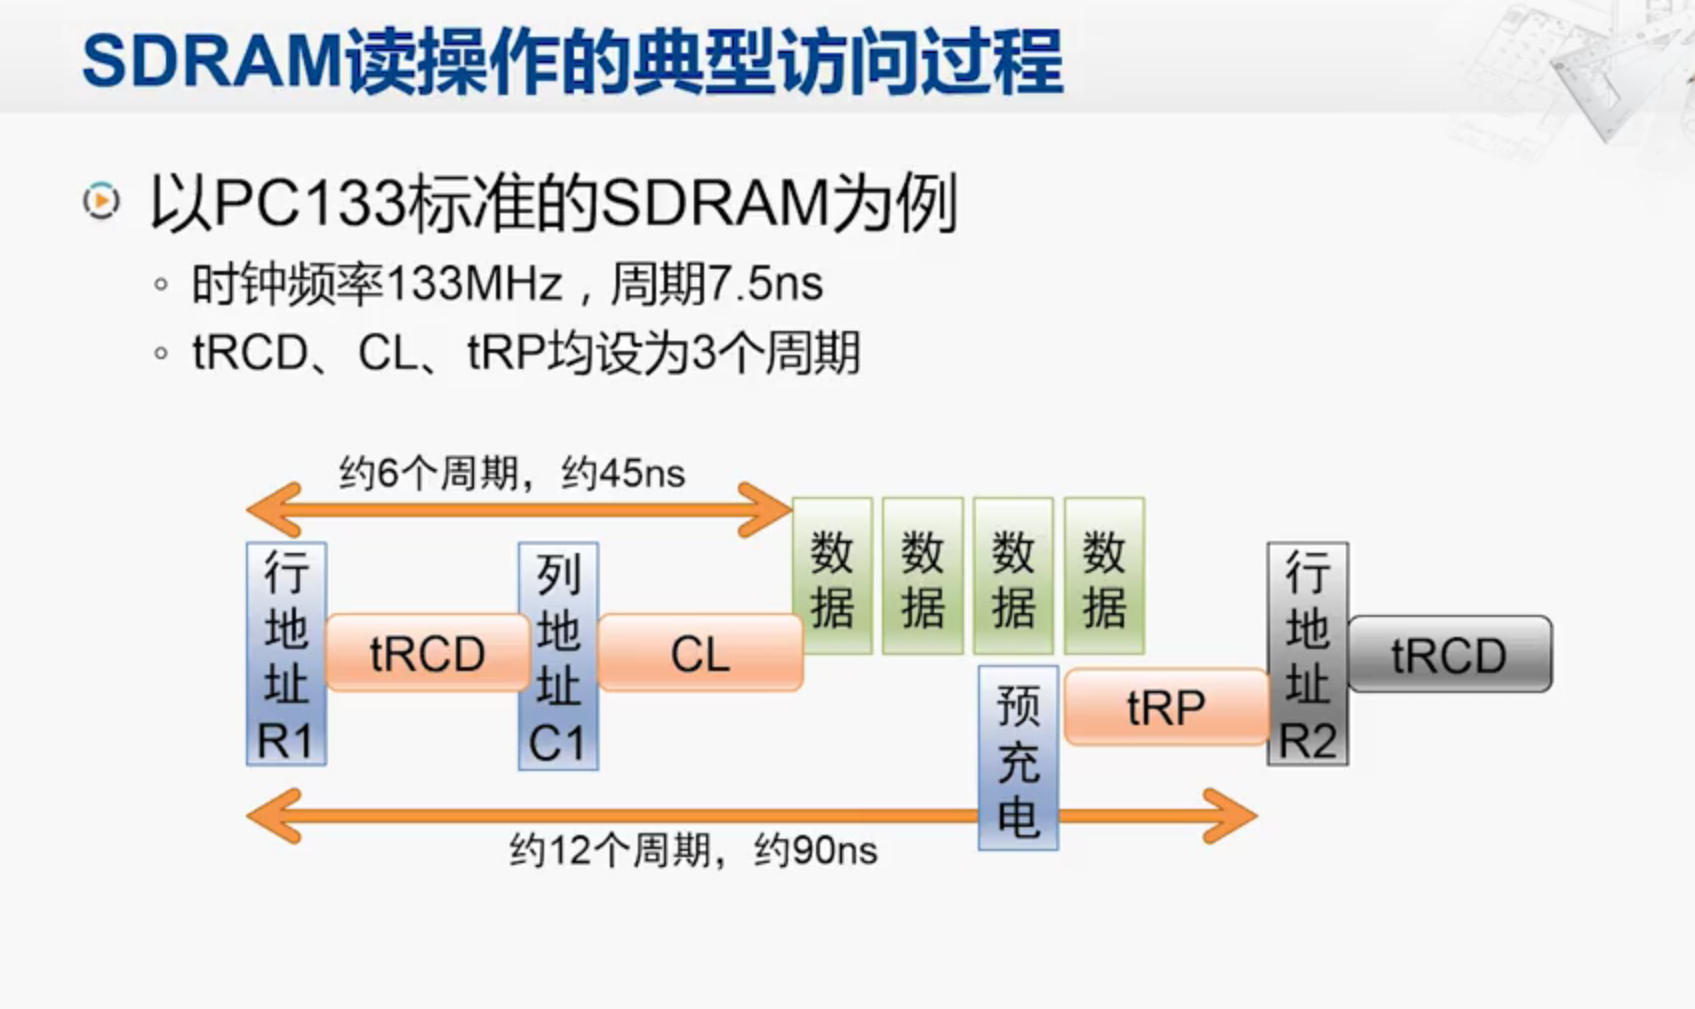 SDRAM读操作的典型访问过程
以PC133标准的SDRAM为例
时钟频率133MHz，周期7.5ns
tRCD、CL、tRP均设为3个周期
约6个周期，约45ns
行地址R1
tRCD
列地址C1
CL
数据
数据
数据
数据
预充电
tRP
行地址R2
tRCD
约12个周期，约90ns